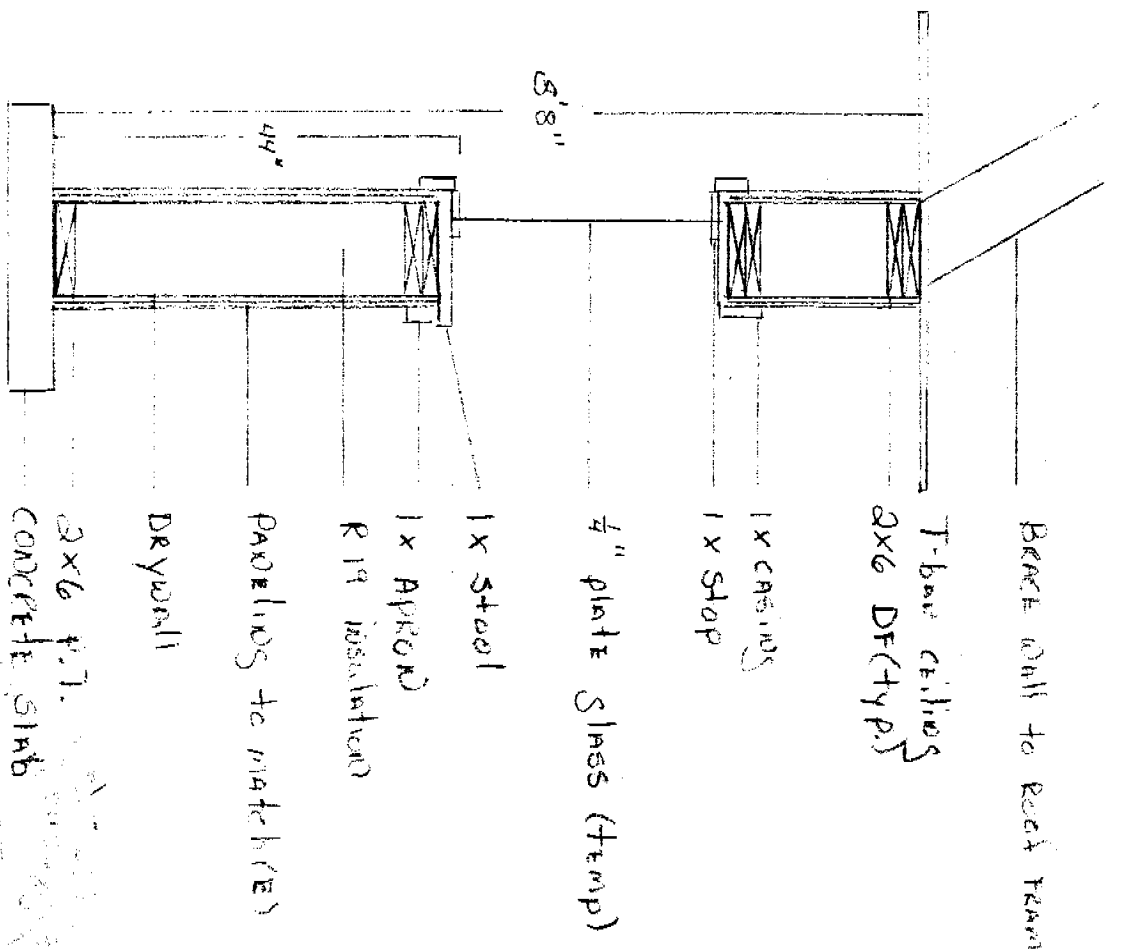 BRACE Wall to Roof FRAM
T-bar ceiling
2x6 DF(typ.)
1x CASING
1x Stop
1/4" plate glass (temp)
1x Stool
1x APRON
R 19 insulation
PANELING to MAtch (E)
DRywall
2x6 P.T.
CONCRETE SlAb
8'8"
44"